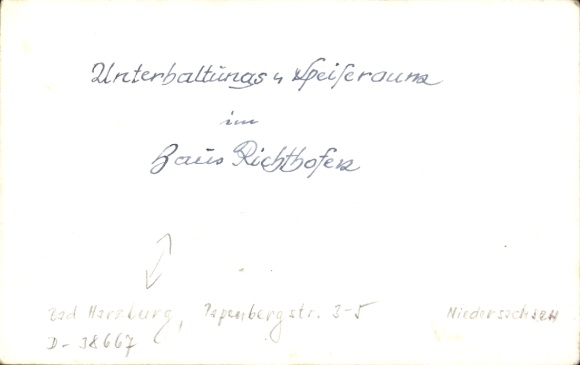 Unterhaltungs u Speiseraum
im
Haus Richthofen
Bad Harzburg, Papenbergstr. 3-5
Niedersachsen
D-38667